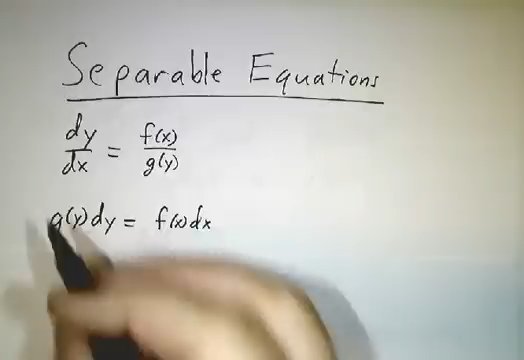 Separable Equations
dy/dx = f(x)/g(y)
g(y)dy = f(x)dx